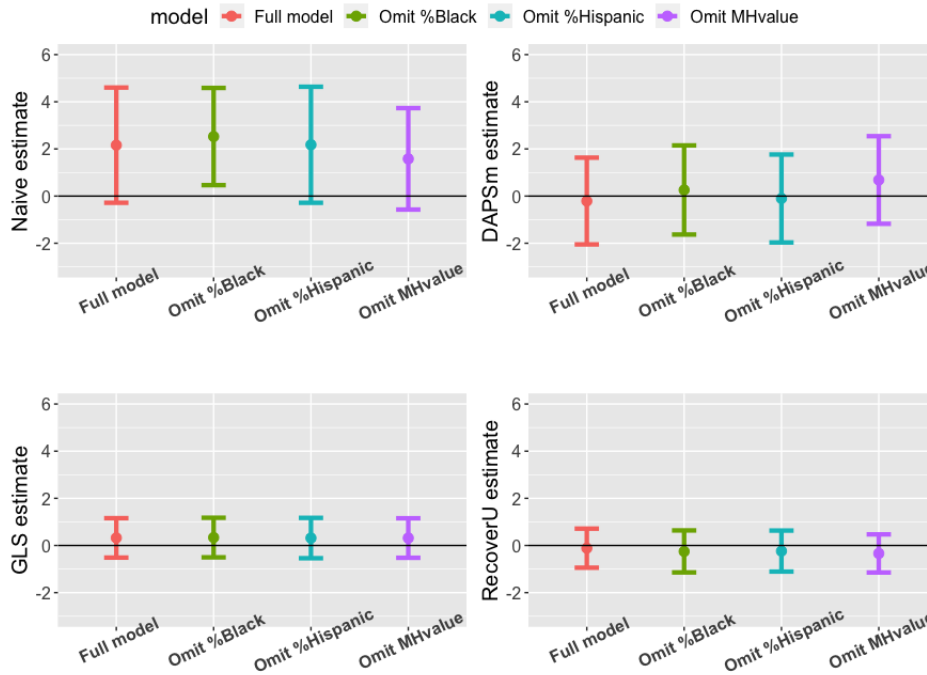 model Full model Omit %Black Omit %Hispanic Omit MHvalue
Naive estimate
6
4
2
0
-2
Full model
Omit %Black
Omit %Hispanic
Omit MHvalue
DAPSm estimate
6
4
2
0
-2
Full model
Omit %Black
Omit %Hispanic
Omit MHvalue
GLS estimate
6
4
2
0
-2
Full model
Omit %Black
Omit %Hispanic
Omit MHvalue
RecoverU estimate
6
4
2
0
-2
Full model
Omit %Black
Omit %Hispanic
Omit MHvalue